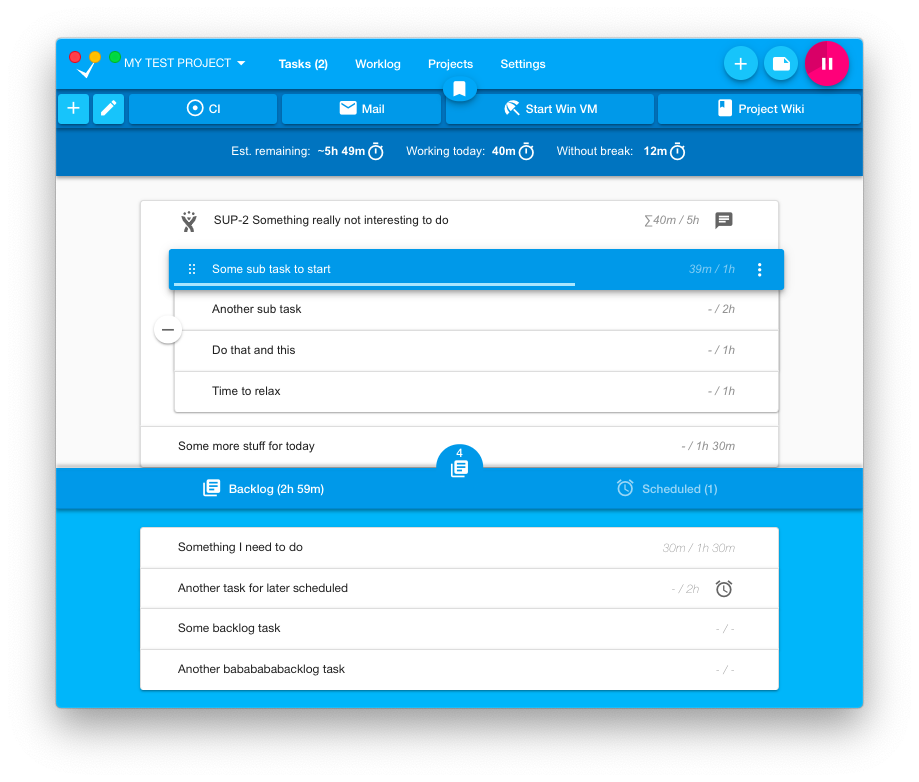 MY TEST PROJECT Tasks (2) Worklog Projects Settings
CI Mail Start Win VM Project Wiki
Est. remaining: ~5h 49m Working today: 40m Without break: 12m
SUP-2 Something really not interesting to do ∑40m / 5h
Some sub task to start 39m / 1h
Another sub task - / 2h
Do that and this - / 1h
Time to relax - / 1h
Some more stuff for today - / 1h 30m
4
Backlog (2h 59m) Scheduled (1)
Something I need to do 30m / 1h 30m
Another task for later scheduled - / 2h
Some backlog task - / -
Another babababababacklog task - / -